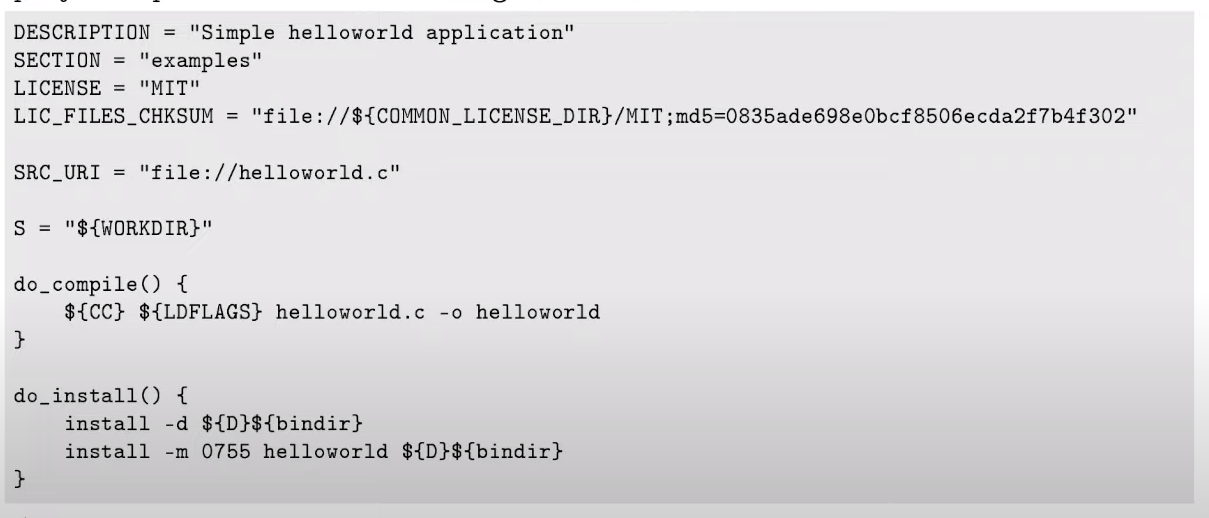 DESCRIPTION = "Simple helloworld application"
SECTION = "examples"
LICENSE = "MIT"
LIC_FILES_CHKSUM = "file://${COMMON_LICENSE_DIR}/MIT;md5=0835ade698e0bcf8506ecda2f7b4f302"

SRC_URI = "file://helloworld.c"

S = "${WORKDIR}"

do_compile() {
    ${CC} ${LDFLAGS} helloworld.c -o helloworld
}

do_install() {
    install -d ${D}${bindir}
    install -m 0755 helloworld ${D}${bindir}
}